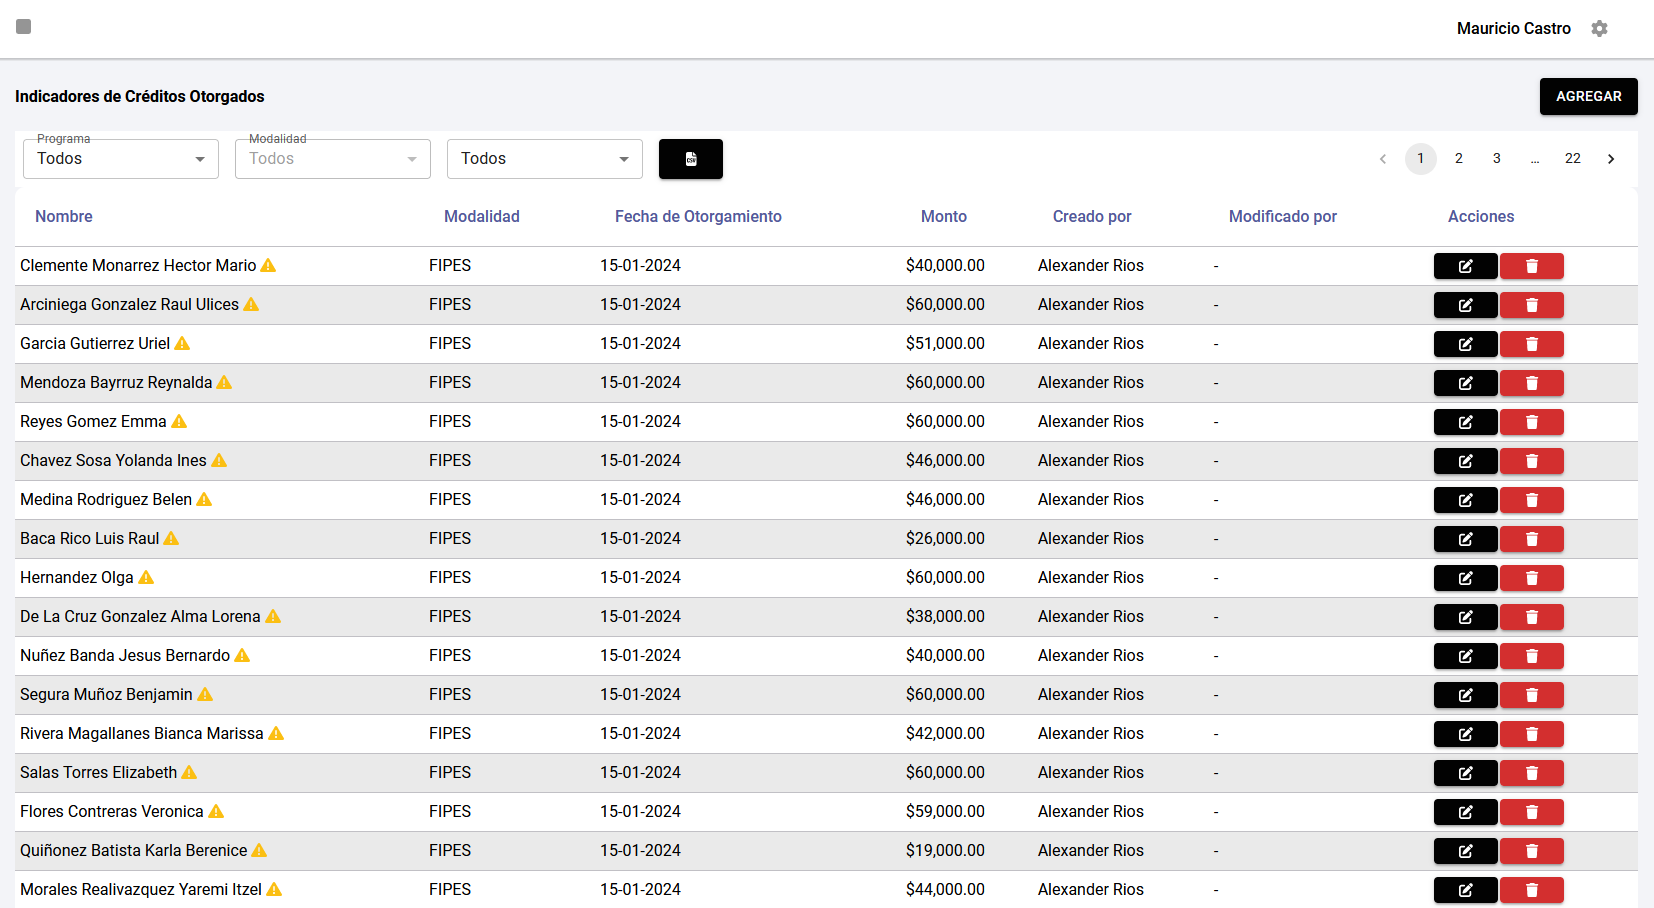 Mauricio Castro
Indicadores de Créditos Otorgados
AGREGAR
Programa Modalidad
Todos Todos Todos CSV 1 2 3 … 22
Nombre Modalidad Fecha de Otorgamiento Monto Creado por Modificado por Acciones
Clemente Monarrez Hector Mario FIPES 15-01-2024 $40,000.00 Alexander Rios -
Arciniega Gonzalez Raul Ulices FIPES 15-01-2024 $60,000.00 Alexander Rios -
Garcia Gutierrez Uriel FIPES 15-01-2024 $51,000.00 Alexander Rios -
Mendoza Bayrruz Reynalda FIPES 15-01-2024 $60,000.00 Alexander Rios -
Reyes Gomez Emma FIPES 15-01-2024 $60,000.00 Alexander Rios -
Chavez Sosa Yolanda Ines FIPES 15-01-2024 $46,000.00 Alexander Rios -
Medina Rodriguez Belen FIPES 15-01-2024 $46,000.00 Alexander Rios -
Baca Rico Luis Raul FIPES 15-01-2024 $26,000.00 Alexander Rios -
Hernandez Olga FIPES 15-01-2024 $60,000.00 Alexander Rios -
De La Cruz Gonzalez Alma Lorena FIPES 15-01-2024 $38,000.00 Alexander Rios -
Nuñez Banda Jesus Bernardo FIPES 15-01-2024 $40,000.00 Alexander Rios -
Segura Muñoz Benjamin FIPES 15-01-2024 $60,000.00 Alexander Rios -
Rivera Magallanes Bianca Marissa FIPES 15-01-2024 $42,000.00 Alexander Rios -
Salas Torres Elizabeth FIPES 15-01-2024 $60,000.00 Alexander Rios -
Flores Contreras Veronica FIPES 15-01-2024 $59,000.00 Alexander Rios -
Quiñonez Batista Karla Berenice FIPES 15-01-2024 $19,000.00 Alexander Rios -
Morales Realivazquez Yaremi Itzel FIPES 15-01-2024 $44,000.00 Alexander Rios -